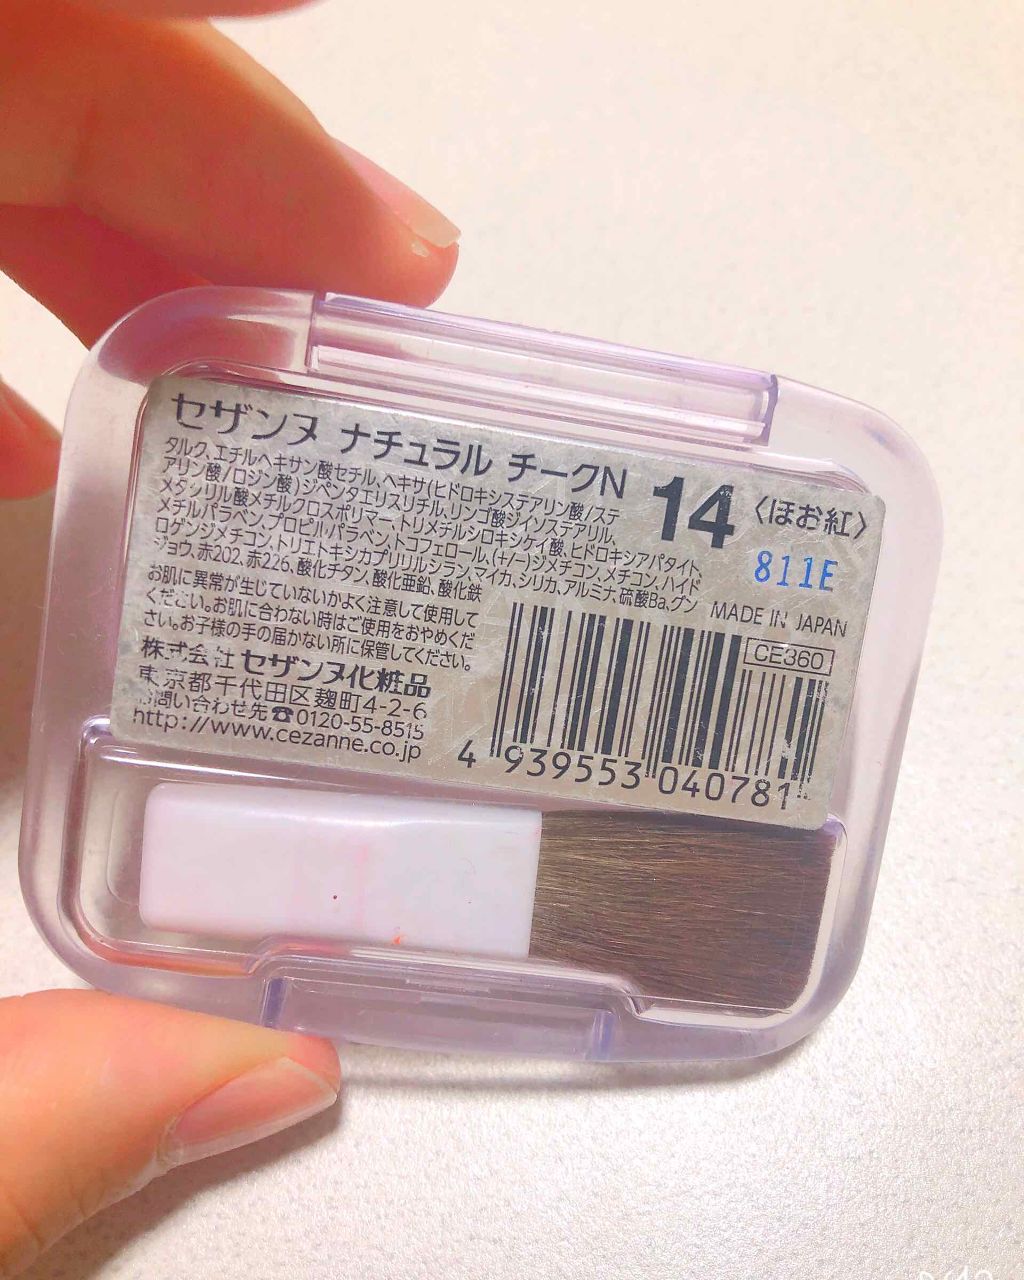 セザンヌ ナチュラル チークN 14 〈ほお紅〉
タルク、エチルヘキサン酸セチル、ヘキサ(ヒドロキシステアリン酸/ステ
アリン酸/ロジン酸)ジペンタエリスリチル、リンゴ酸ジイソステアリル、
メタクリル酸メチルクロスポリマー、トリメチルシロキシケイ酸、ヒドロキシアパタイト、
メチルパラベン、プロピルパラベン、トコフェロール、(+/-)ジメチコン、メチコン、ハイド
ロゲンジメチコン、トリエトキシカプリリルシラン、マイカ、シリカ、アルミナ、硫酸Ba、グン
ジョウ、赤202、赤226、酸化チタン、酸化亜鉛、酸化鉄
811E
お肌に異常が生じていないかよく注意して使用して
ください。お肌に合わない時はご使用をおやめくだ
さい。お子様の手の届かない所に保管してください。
MADE IN JAPAN
CE360
株式会社セザンヌ化粧品
東京都千代田区麹町4-2-6
お問い合わせ先☎0120-55-8515
http://www.cezanne.co.jp
4 939553 040781